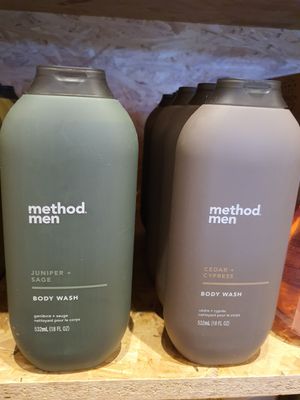 method.
men
JUNIPER +
SAGE
BODY WASH
genièvre + sauge
nettoyant pour le corps
532mL (18 FL OZ)
method.
men
CEDAR +
CYPRESS
BODY WASH
cèdre + cyprès
nettoyant pour le corps
532mL (18 FL OZ)